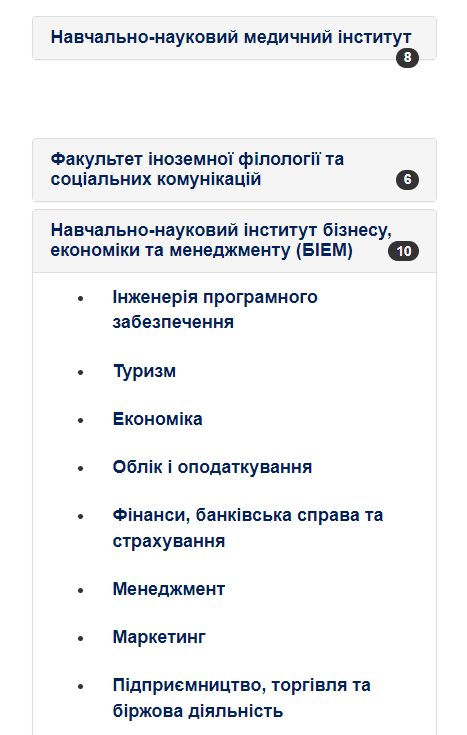 Навчально-науковий медичний інститут
8
Факультет іноземної філології та
соціальних комунікацій
6
Навчально-науковий інститут бізнесу,
економіки та менеджменту (БІЕМ)
10
Інженерія програмного
забезпечення
Туризм
Економіка
Облік і оподаткування
Фінанси, банківська справа та
страхування
Менеджмент
Маркетинг
Підприємництво, торгівля та
біржова діяльність